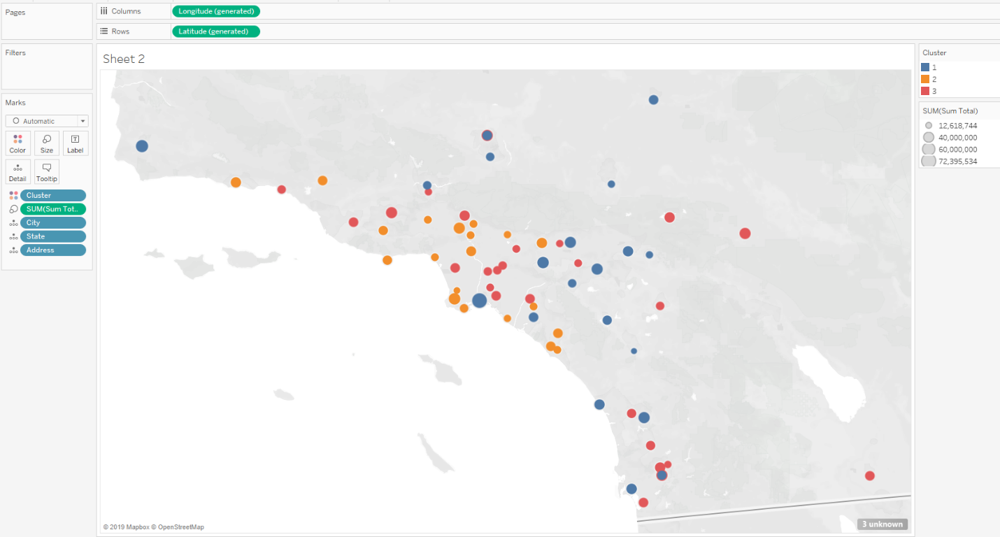 Pages
Columns
Longitude (generated)
Rows
Latitude (generated)
Filters
Marks
Automatic
Color
Size
Label
Detail
Tooltip
Cluster
SUM(Sum Tot..
City
State
Address
Sheet 2
© 2019 Mapbox © OpenStreetMap
3 unknown
Cluster
1
2
3
SUM(Sum Total)
12,618,744
40,000,000
60,000,000
72,395,534